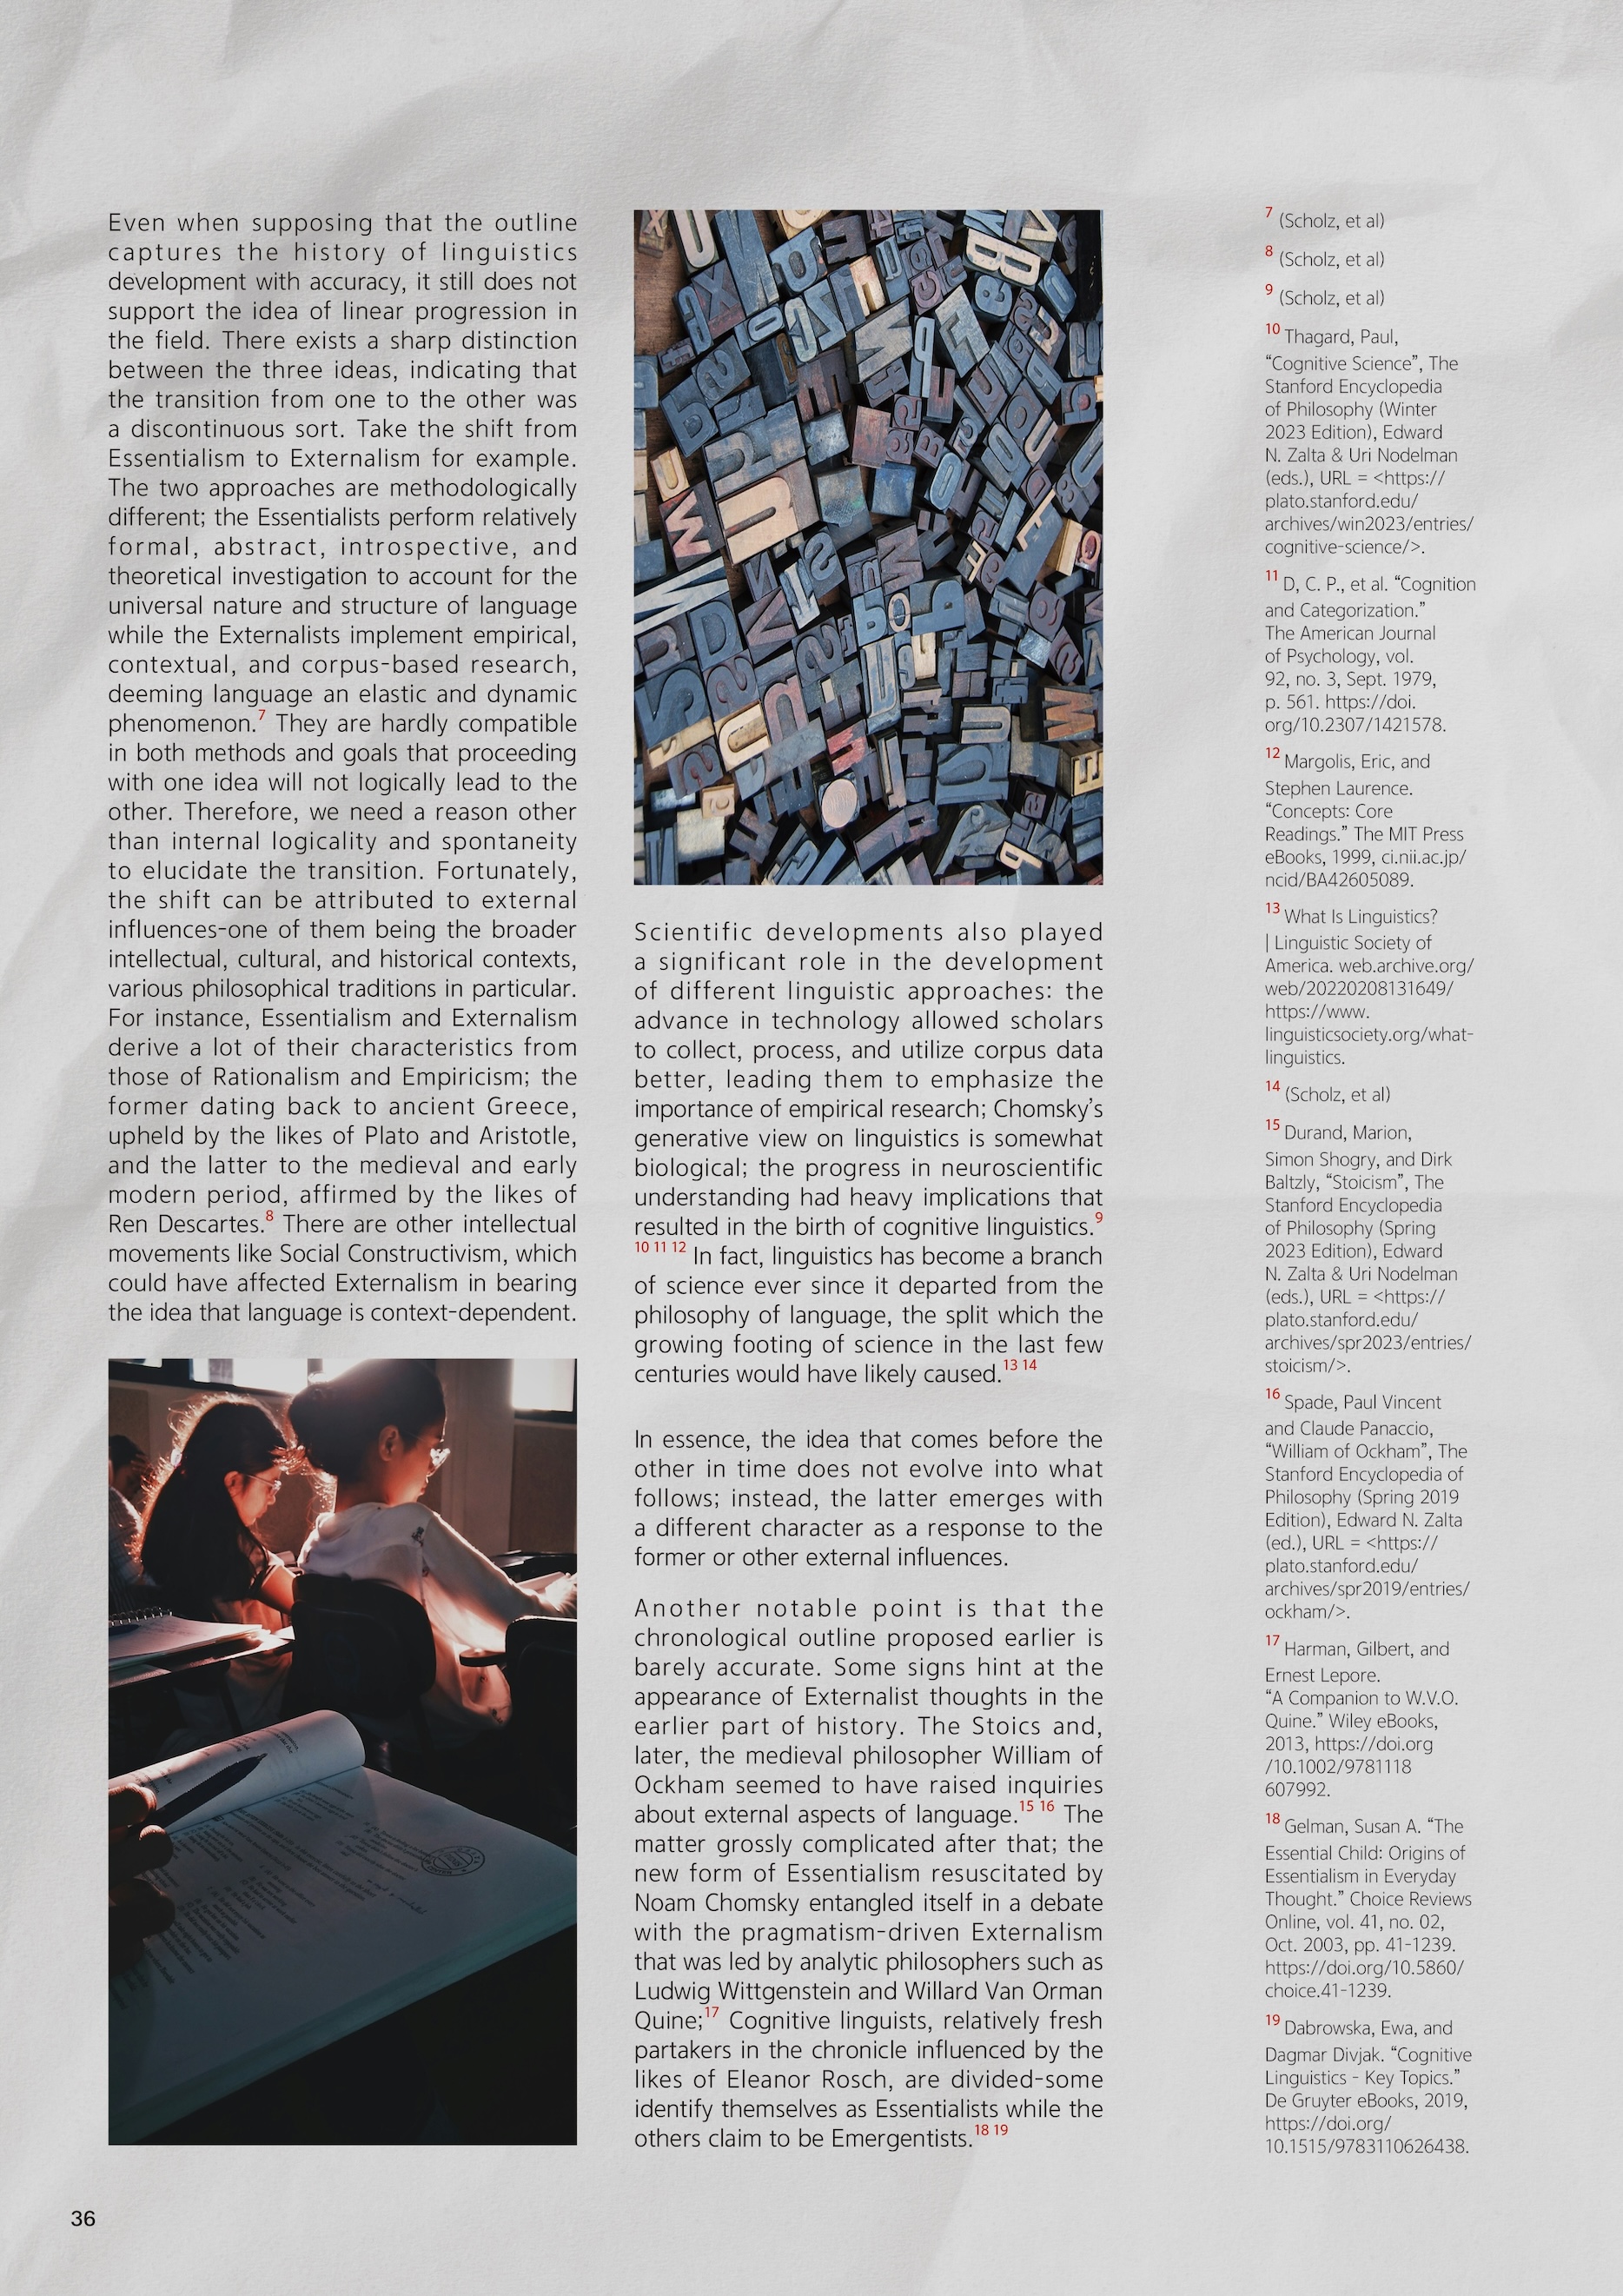 Even when supposing that the outline
captures the history of linguistics
development with accuracy, it still does not
support the idea of linear progression in
the field. There exists a sharp distinction
between the three ideas, indicating that
the transition from one to the other was
a discontinuous sort. Take the shift from
Essentialism to Externalism for example.
The two approaches are methodologically
different; the Essentialists perform relatively
formal, abstract, introspective, and
theoretical investigation to account for the
universal nature and structure of language
while the Externalists implement empirical,
contextual, and corpus-based research,
deeming language an elastic and dynamic
phenomenon.7 They are hardly compatible
in both methods and goals that proceeding
with one idea will not logically lead to the
other. Therefore, we need a reason other
than internal logicality and spontaneity
to elucidate the transition. Fortunately,
the shift can be attributed to external
influences-one of them being the broader
intellectual, cultural, and historical contexts,
various philosophical traditions in particular.
For instance, Essentialism and Externalism
derive a lot of their characteristics from
those of Rationalism and Empiricism; the
former dating back to ancient Greece,
upheld by the likes of Plato and Aristotle,
and the latter to the medieval and early
modern period, affirmed by the likes of
Ren Descartes.8 There are other intellectual
movements like Social Constructivism, which
could have affected Externalism in bearing
the idea that language is context-dependent.
Scientific developments also played
a significant role in the development
of different linguistic approaches: the
advance in technology allowed scholars
to collect, process, and utilize corpus data
better, leading them to emphasize the
importance of empirical research; Chomsky's
generative view on linguistics is somewhat
biological; the progress in neuroscientific
understanding had heavy implications that
resulted in the birth of cognitive linguistics.9
10 11 12 In fact, linguistics has become a branch
of science ever since it departed from the
philosophy of language, the split which the
growing footing of science in the last few
centuries would have likely caused.13 14
In essence, the idea that comes before the
other in time does not evolve into what
follows; instead, the latter emerges with
a different character as a response to the
former or other external influences.
Another notable point is that the
chronological outline proposed earlier is
barely accurate. Some signs hint at the
appearance of Externalist thoughts in the
earlier part of history. The Stoics and,
later, the medieval philosopher William of
Ockham seemed to have raised inquiries
about external aspects of language.15 16 The
matter grossly complicated after that; the
new form of Essentialism resuscitated by
Noam Chomsky entangled itself in a debate
with the pragmatism-driven Externalism
that was led by analytic philosophers such as
Ludwig Wittgenstein and Willard Van Orman
Quine;17 Cognitive linguists, relatively fresh
partakers in the chronicle influenced by the
likes of Eleanor Rosch, are divided-some
identify themselves as Essentialists while the
others claim to be Emergentists.18 19
7 (Scholz, et al)
8 (Scholz, et al)
9 (Scholz, et al)
10 Thagard, Paul,
“Cognitive Science”, The
Stanford Encyclopedia
of Philosophy (Winter
2023 Edition), Edward
N. Zalta & Uri Nodelman
(eds.), URL = <https://
plato.stanford.edu/
archives/win2023/entries/
cognitive-science/>.
11 D, C. P., et al. “Cognition
and Categorization.”
The American Journal
of Psychology, vol.
92, no. 3, Sept. 1979,
p. 561. https://doi.
org/10.2307/1421578.
12 Margolis, Eric, and
Stephen Laurence.
“Concepts: Core
Readings.” The MIT Press
eBooks, 1999, ci.nii.ac.jp/
ncid/BA42605089.
13 What Is Linguistics?
| Linguistic Society of
America. web.archive.org/
web/20220208131649/
https://www.
linguisticsociety.org/what-
linguistics.
14 (Scholz, et al)
15 Durand, Marion,
Simon Shogry, and Dirk
Baltzly, “Stoicism”, The
Stanford Encyclopedia
of Philosophy (Spring
2023 Edition), Edward
N. Zalta & Uri Nodelman
(eds.), URL = <https://
plato.stanford.edu/
archives/spr2023/entries/
stoicism/>.
16 Spade, Paul Vincent
and Claude Panaccio,
“William of Ockham”, The
Stanford Encyclopedia of
Philosophy (Spring 2019
Edition), Edward N. Zalta
(ed.), URL = <https://
plato.stanford.edu/
archives/spr2019/entries/
ockham/>.
17 Harman, Gilbert, and
Ernest Lepore.
“A Companion to W.V.O.
Quine.” Wiley eBooks,
2013, https://doi.org
/10.1002/9781118
607992.
18 Gelman, Susan A. “The
Essential Child: Origins of
Essentialism in Everyday
Thought.” Choice Reviews
Online, vol. 41, no. 02,
Oct. 2003, pp. 41-1239.
https://doi.org/10.5860/
choice.41-1239.
19 Dabrowska, Ewa, and
Dagmar Divjak. “Cognitive
Linguistics - Key Topics.”
De Gruyter eBooks, 2019,
https://doi.org/
10.1515/9783110626438.
36